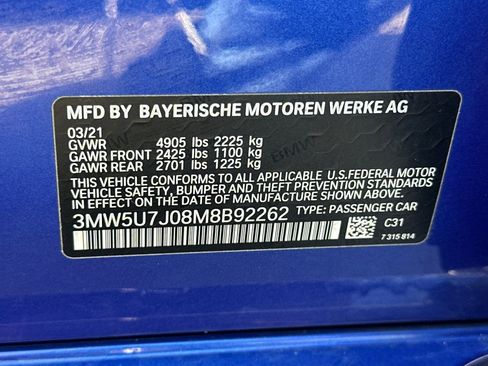 MFD BY BAYERISCHE MOTOREN WERKE AG
03/21
GVWR 4905 lbs 2225 kg
GAWR FRONT 2425 lbs 1100 kg
GAWR REAR 2701 lbs 1225 kg
THIS VEHICLE CONFORMS TO ALL APPLICABLE U.S.FEDERAL MOTOR
VEHICLE SAFETY, BUMPER AND THEFT PREVENTION STANDARDS
IN EFFECT ON THE DATE OF MANUFACTURE SHOWN ABOVE.
3MW5U7J08M8B92262 TYPE: PASSENGER CAR
C31
7 315 814